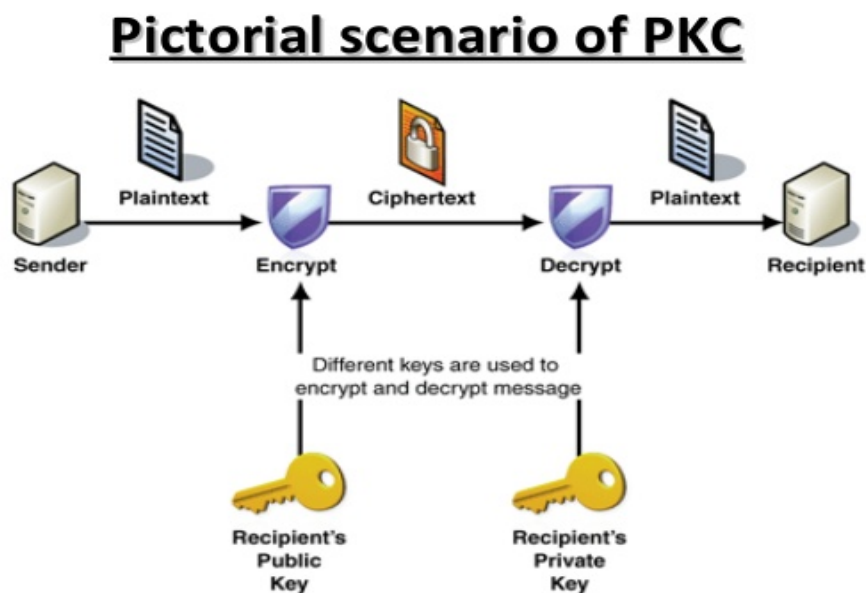 Pictorial scenario of PKC
Plaintext
Ciphertext
Plaintext
Sender
Encrypt
Decrypt
Recipient
Different keys are used to
encrypt and decrypt message
Recipient's
Public
Key
Recipient's
Private
Key